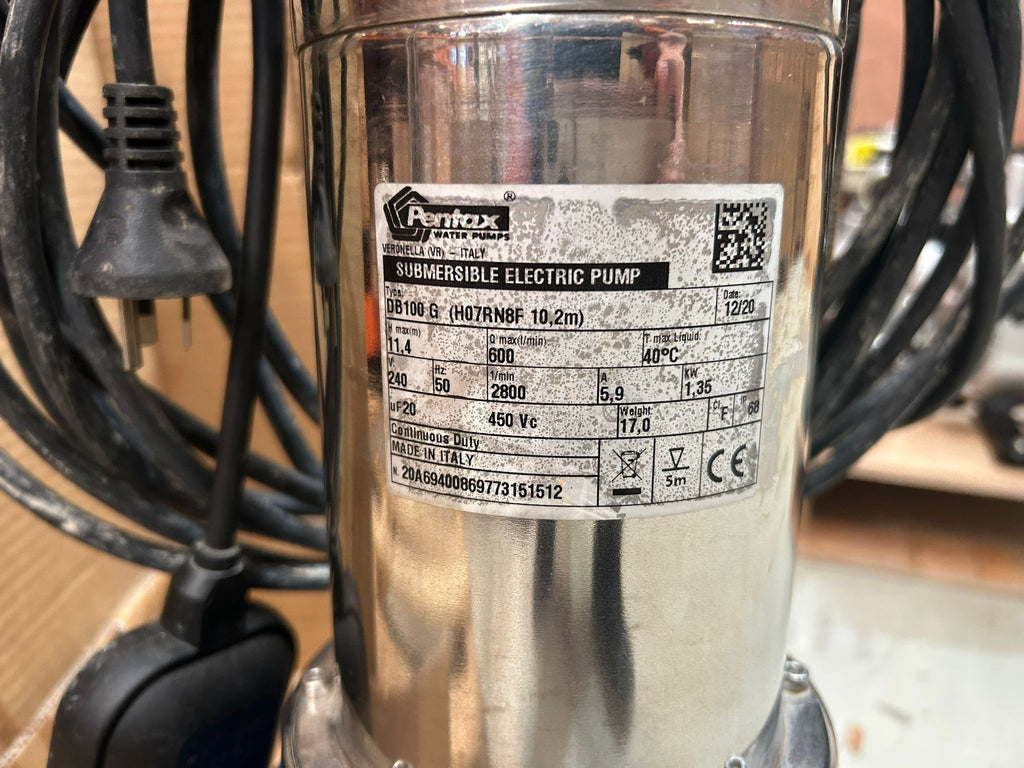 Pentax ®
WATER PUMPS
VERONELLA (VR) – ITALY
SUBMERSIBLE ELECTRIC PUMP
Type: Date:
DB100 G (H07RN8F 10,2m) 12/20
H max(m) Q max(l/min) T max Liquid:
11.4 600 40°C
V: Hz: 1/min A KW:
240 50 2800 5,9 1,35
uF20 450 Vc Weight: 17,0 Cl F IP 68
Continuous Duty
MADE IN ITALY
N. 20A69400869773151512
5m
CE